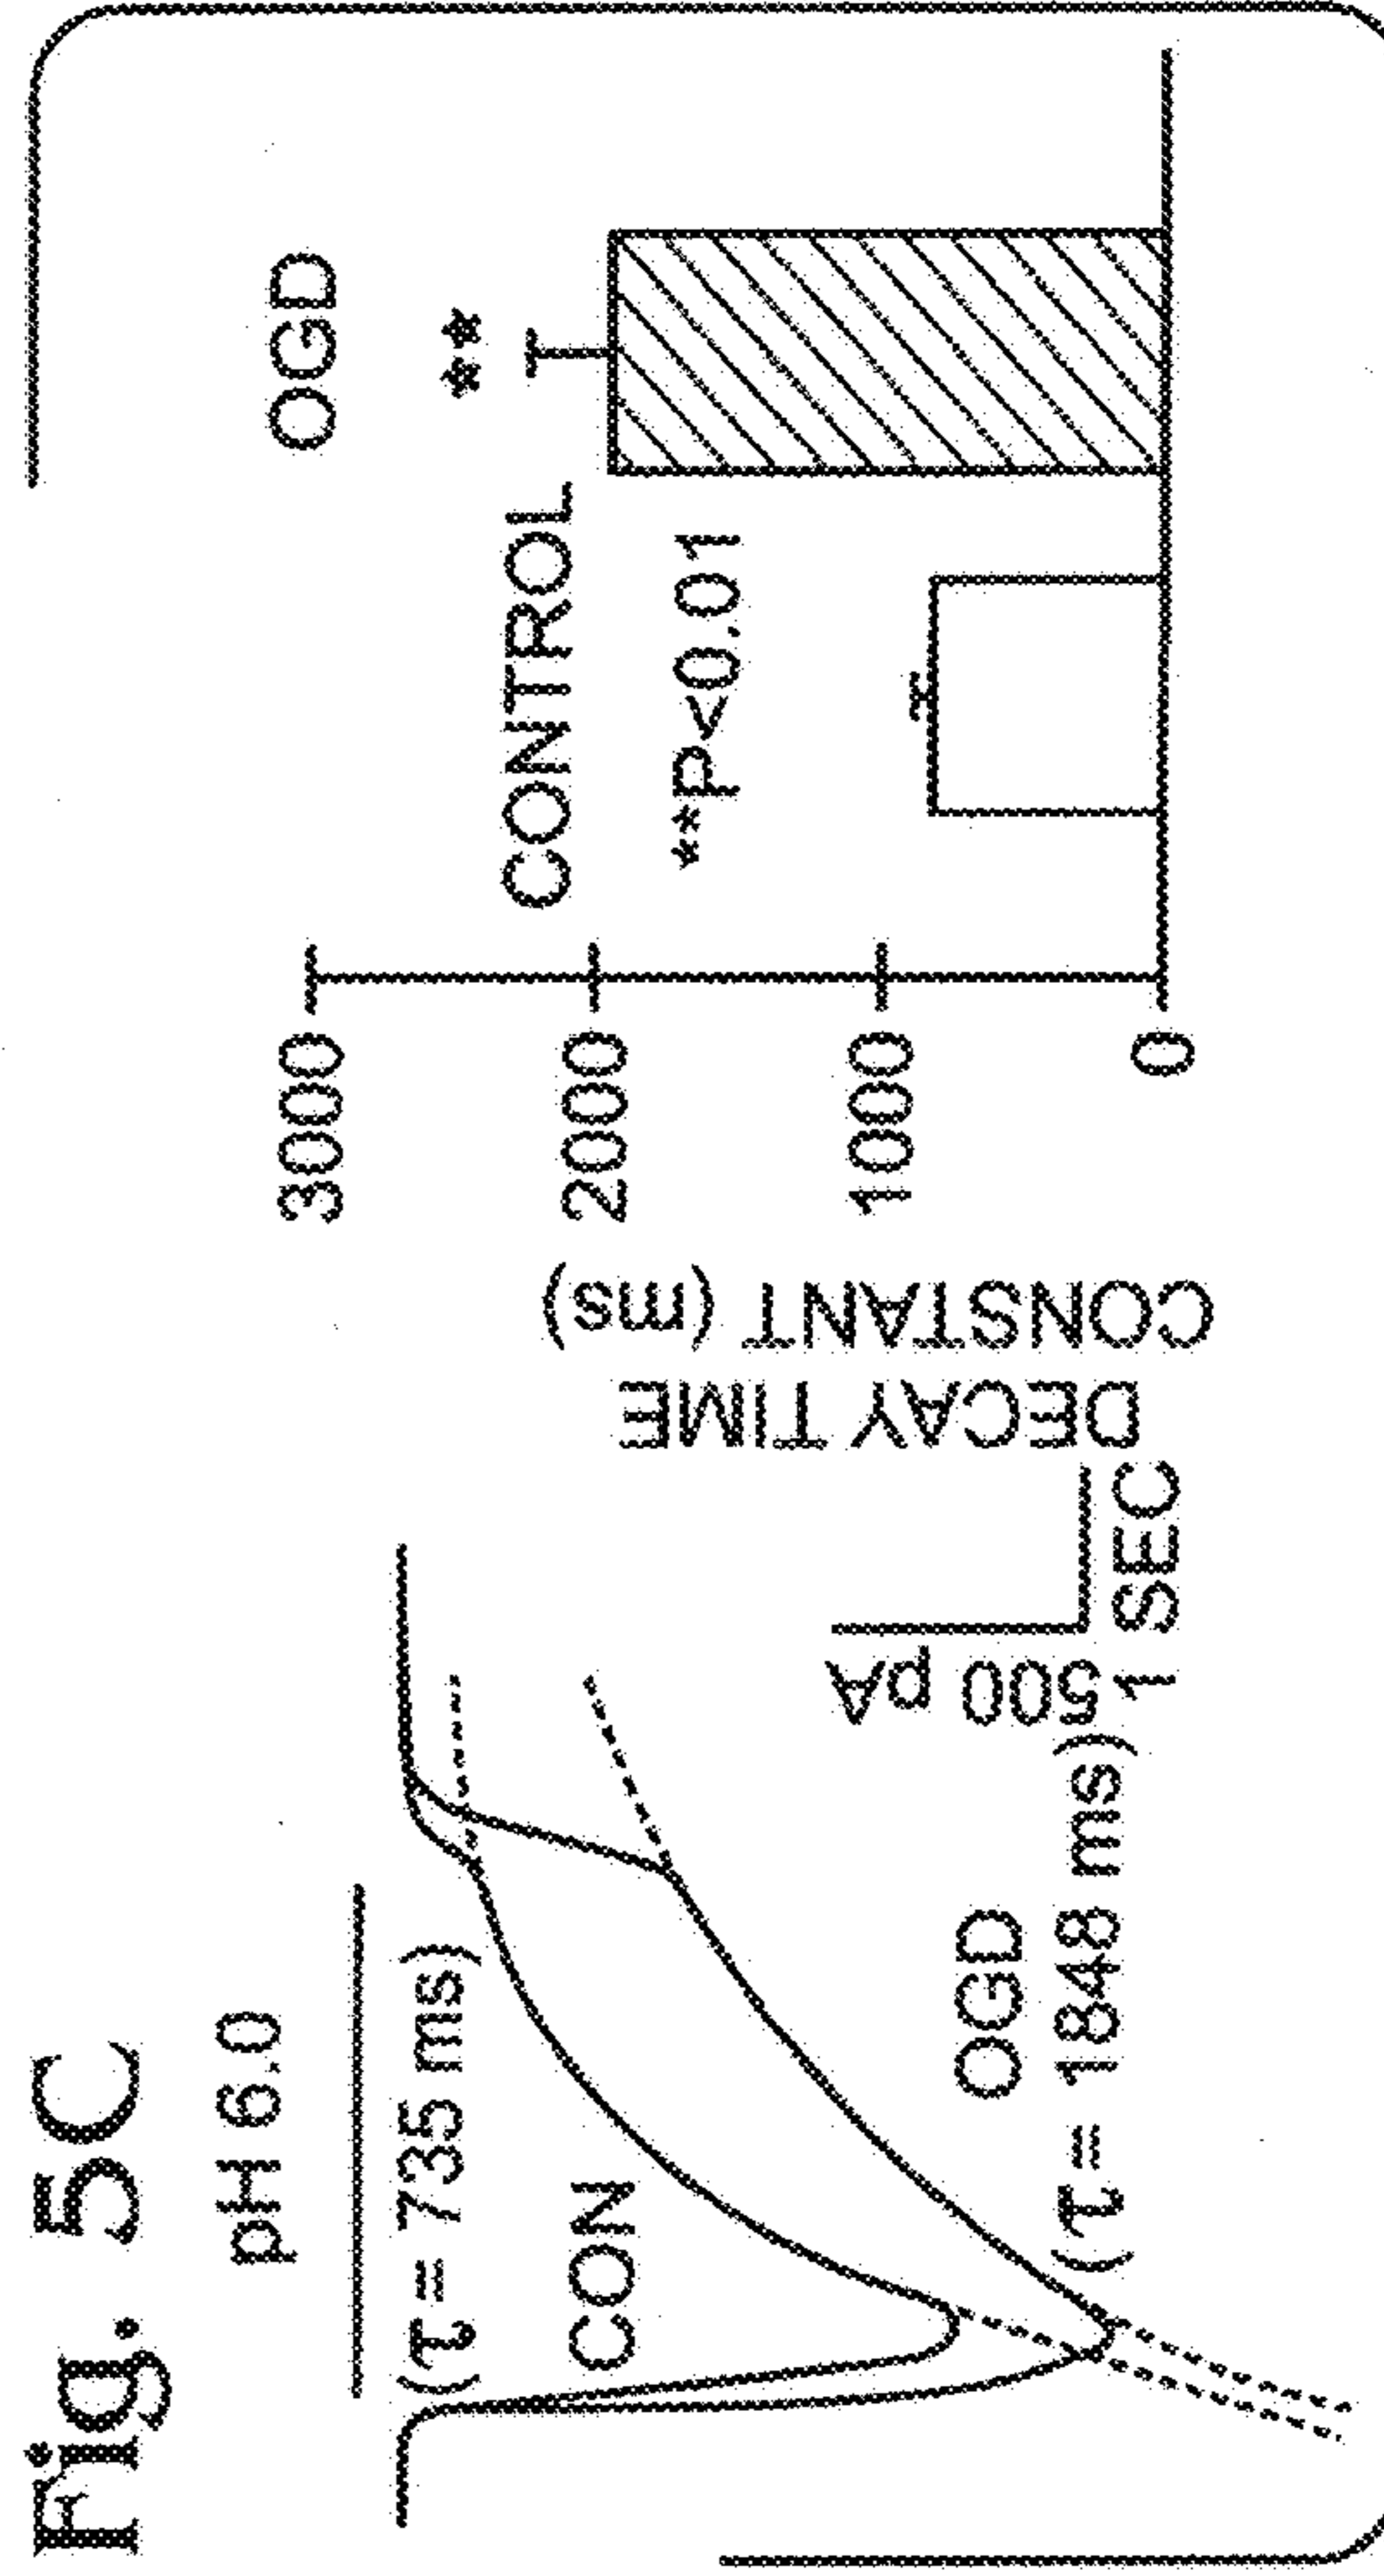 Fig. 5C
pH 6.0
(τ = 735 ms)
CON
OGD
(τ = 1848 ms)
500 pA
1 SEC
DECAY TIME
CONSTANT (ms)
3000
2000
1000
0
CONTROL
**P<0.01
OGD
**